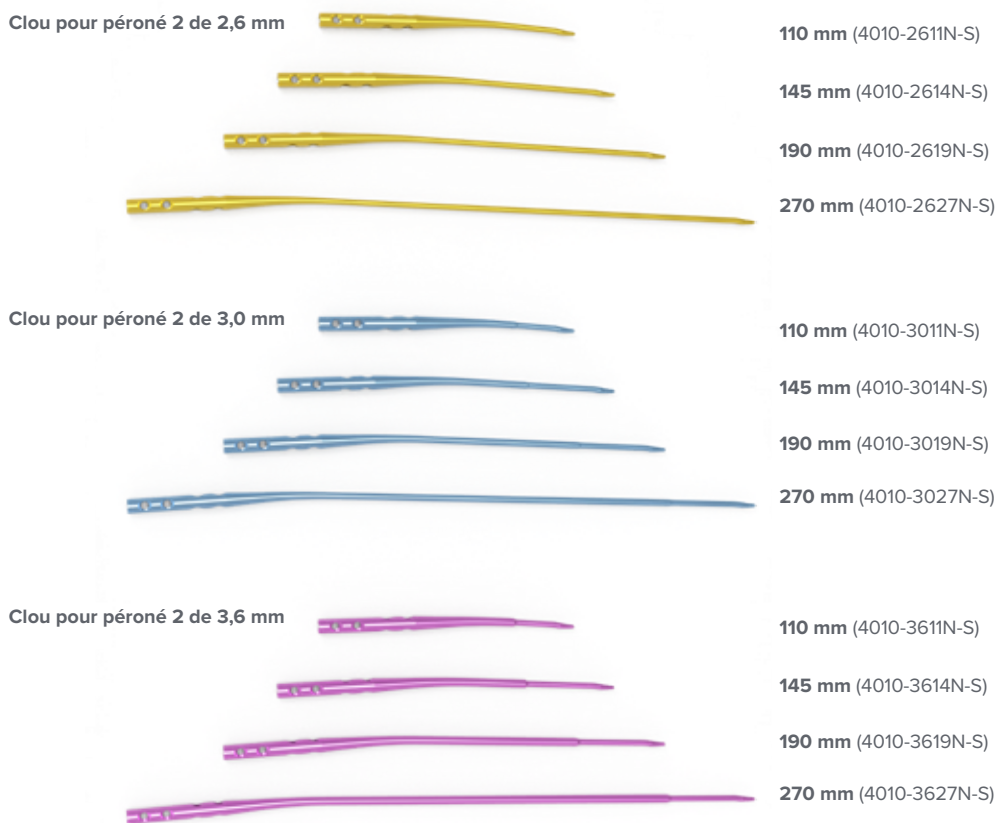 Clou pour péroné 2 de 2,6 mm
110 mm (4010-2611N-S)
145 mm (4010-2614N-S)
190 mm (4010-2619N-S)
270 mm (4010-2627N-S)
Clou pour péroné 2 de 3,0 mm
110 mm (4010-3011N-S)
145 mm (4010-3014N-S)
190 mm (4010-3019N-S)
270 mm (4010-3027N-S)
Clou pour péroné 2 de 3,6 mm
110 mm (4010-3611N-S)
145 mm (4010-3614N-S)
190 mm (4010-3619N-S)
270 mm (4010-3627N-S)